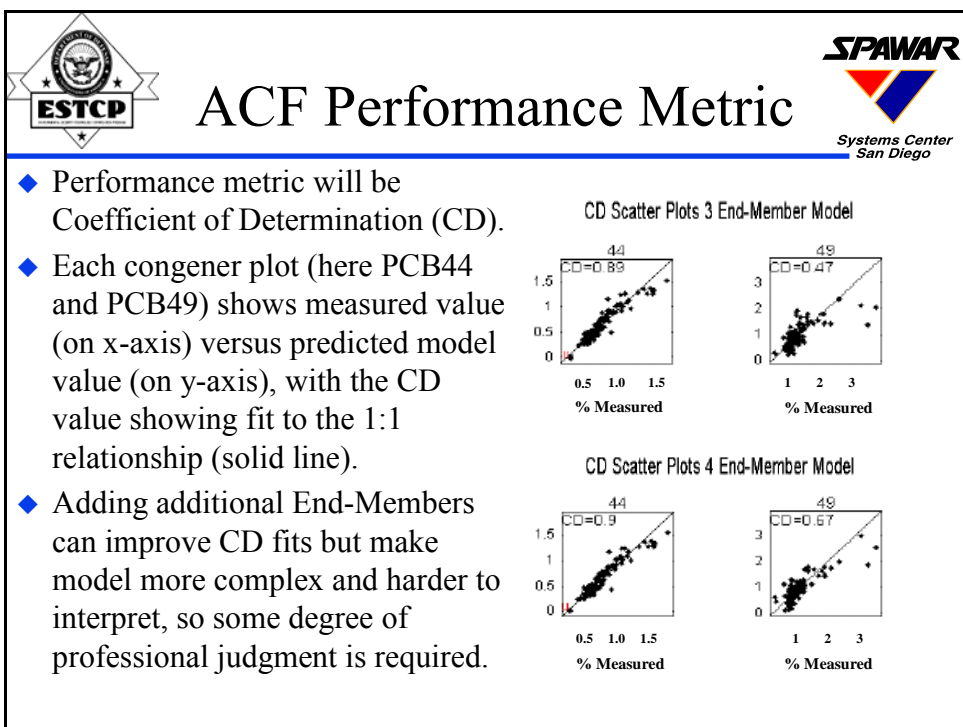 ESTCP
SPAWAR
Systems Center
San Diego
ACF Performance Metric
Performance metric will be
Coefficient of Determination (CD).
Each congener plot (here PCB44
and PCB49) shows measured value
(on x-axis) versus predicted model
value (on y-axis), with the CD
value showing fit to the 1:1
relationship (solid line).
Adding additional End-Members
can improve CD fits but make
model more complex and harder to
interpret, so some degree of
professional judgment is required.
CD Scatter Plots 3 End-Member Model
44
CD=0.89
1.5
1
0.5
0
0.5 1.0 1.5
% Measured
49
CD=0.47
3
2
1
0
1 2 3
% Measured
CD Scatter Plots 4 End-Member Model
44
CD=0.9
1.5
1
0.5
0
0.5 1.0 1.5
% Measured
49
CD=0.67
3
2
1
0
1 2 3
% Measured